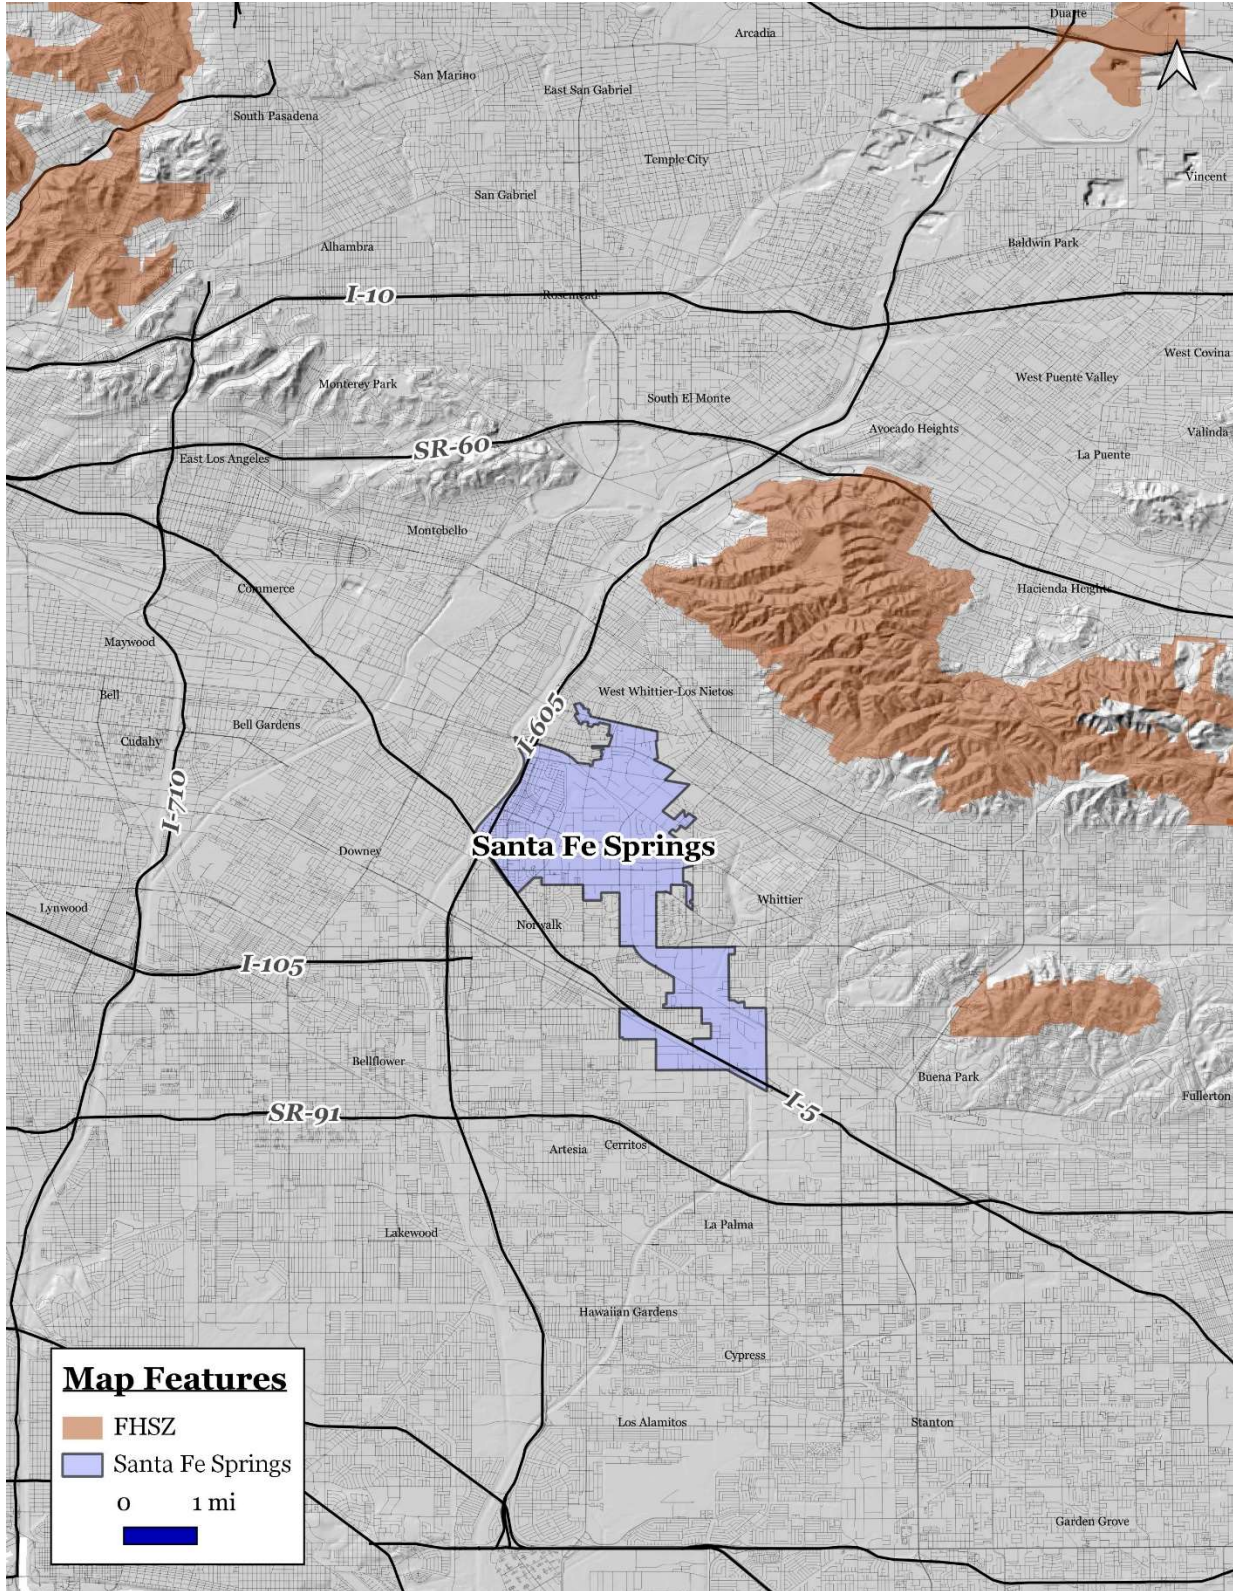 Duarte
Arcadia
San Marino
East San Gabriel
South Pasadena
Temple City
Vincent
San Gabriel
Alhambra
Baldwin Park
I-10
Rosemead
West Covina
West Puente Valley
Monterey Park
South El Monte
Avocado Heights
Valinda
SR-60
East Los Angeles
La Puente
Montebello
Commerce
Hacienda Heights
Maywood
Bell
West Whittier-Los Nietos
Bell Gardens
I-605
Cudahy
I-710
Santa Fe Springs
Downey
Lynwood
Whittier
Norwalk
I-105
Bellflower
Buena Park
Fullerton
I-5
SR-91
Artesia
Cerritos
La Palma
Lakewood
Hawaiian Gardens
Cypress
Los Alamitos
Stanton
Garden Grove
Map Features
FHSZ
Santa Fe Springs
0 1 mi